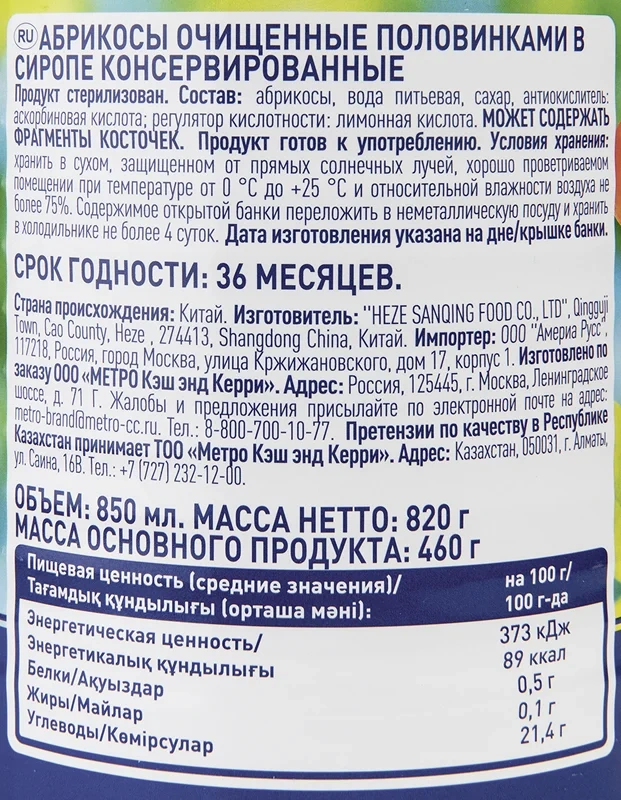 RU АБРИКОСЫ ОЧИЩЕННЫЕ ПОЛОВИНКАМИ В
СИРОПЕ КОНСЕРВИРОВАННЫЕ
Продукт стерилизован. Состав: абрикосы, вода питьевая, сахар, антиокислитель:
аскорбиновая кислота; регулятор кислотности: лимонная кислота. МОЖЕТ СОДЕРЖАТЬ
ФРАГМЕНТЫ КОСТОЧЕК. Продукт готов к употреблению. Условия хранения:
хранить в сухом, защищенном от прямых солнечных лучей, хорошо проветриваемом
помещении при температуре от 0 °С до +25 °С и относительной влажности воздуха не
более 75%. Содержимое открытой банки переложить в неметаллическую посуду и хранить
в холодильнике не более 4 суток. Дата изготовления указана на дне/крышке банки.
СРОК ГОДНОСТИ: 36 МЕСЯЦЕВ.
Страна происхождения: Китай. Изготовитель: "HEZE SANQING FOOD CO., LTD", Qingguji
Town, Cao County, Heze , 274413, Shangdong China, Китай. Импортер: ООО "Америа Русс",
117218, Россия, город Москва, улица Кржижановского, дом 17, корпус 1. Изготовлено по
заказу ООО «МЕТРО Кэш энд Керри». Адрес: Россия, 125445, г. Москва, Ленинградское
шоссе, д. 71 Г. Жалобы и предложения присылайте по электронной почте на адрес:
metro-brand@metro-cc.ru. Тел.: 8-800-700-10-77. Претензии по качеству в Республике
Казахстан принимает ТОО «Метро Кэш энд Керри». Адрес: Казахстан, 050031, г. Алматы,
ул. Саина, 16В. Тел.: +7 (727) 232-12-00.
ОБЪЕМ: 850 мл. МАССА НЕТТО: 820 г
МАССА ОСНОВНОГО ПРОДУКТА: 460 г
Пищевая ценность (средние значения)/ на 100 г/
Тағамдық құндылығы (орташа мәні): 100 г-да
Энергетическая ценность/ 373 кДж
Энергетикалық құндылығы 89 ккал
Белки/Ақуыздар 0,5 г
Жиры/Майлар 0,1 г
Углеводы/Көмірсулар 21,4 г